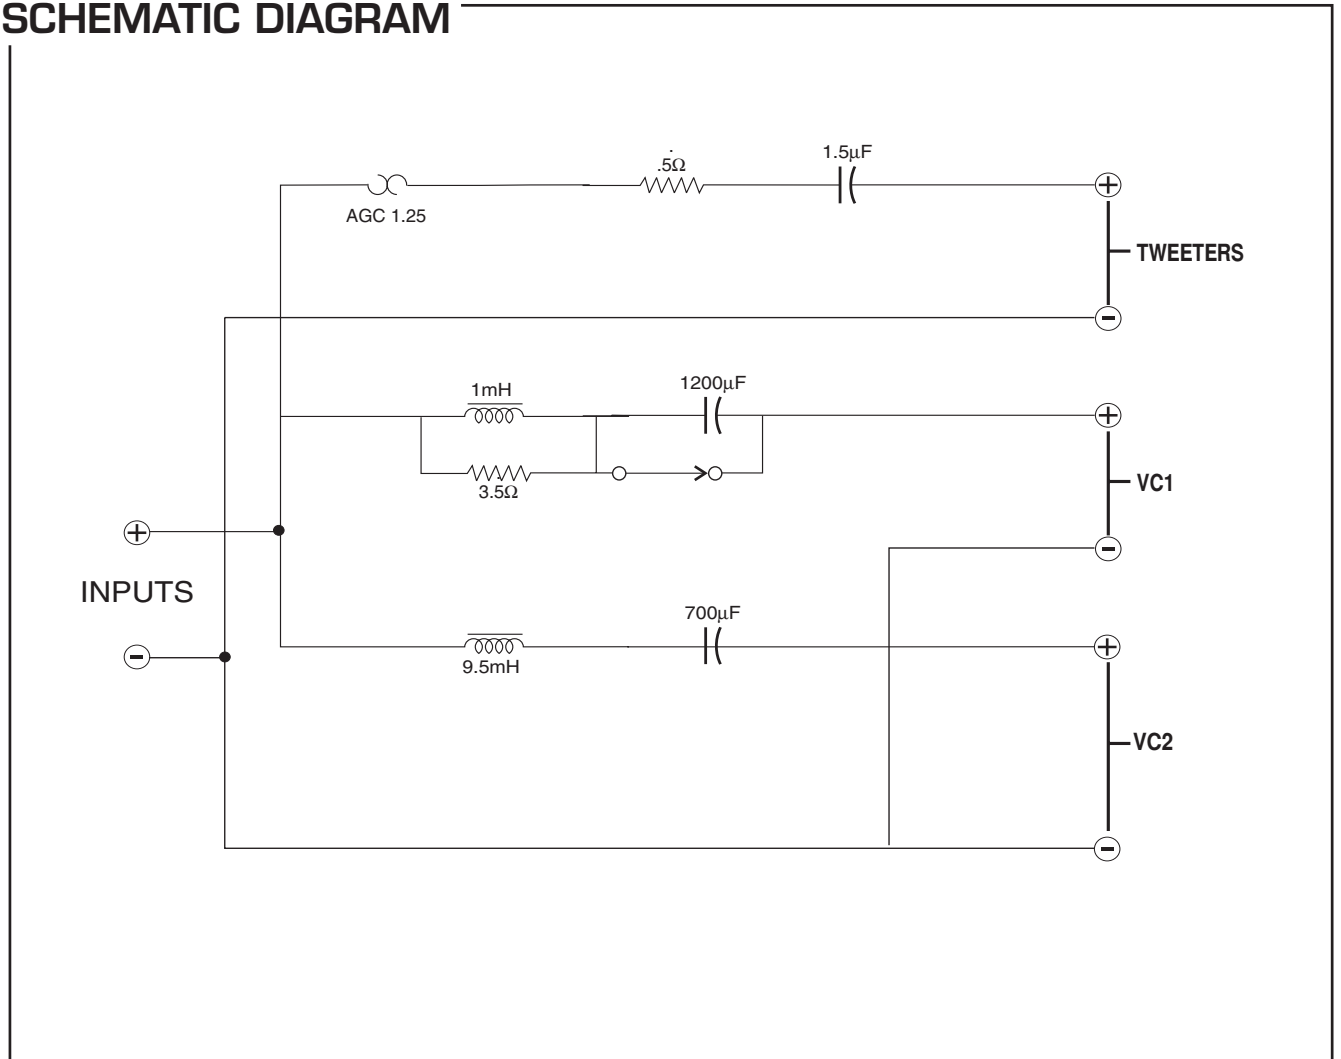 SCHEMATIC DIAGRAM
1.5µF
.5Ω
AGC 1.25
TWEETERS
1mH
1200µF
3.5Ω
VC1
INPUTS
700µF
9.5mH
VC2